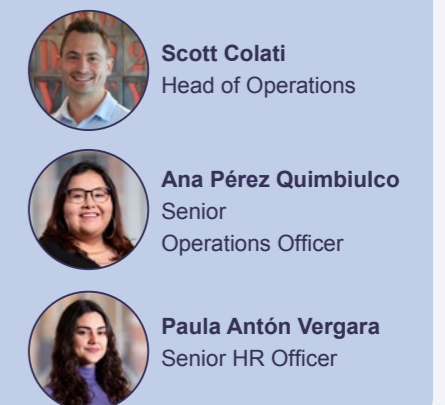 Scott Colati
Head of Operations
Ana Pérez Quimbiulco
Senior
Operations Officer
Paula Antón Vergara
Senior HR Officer